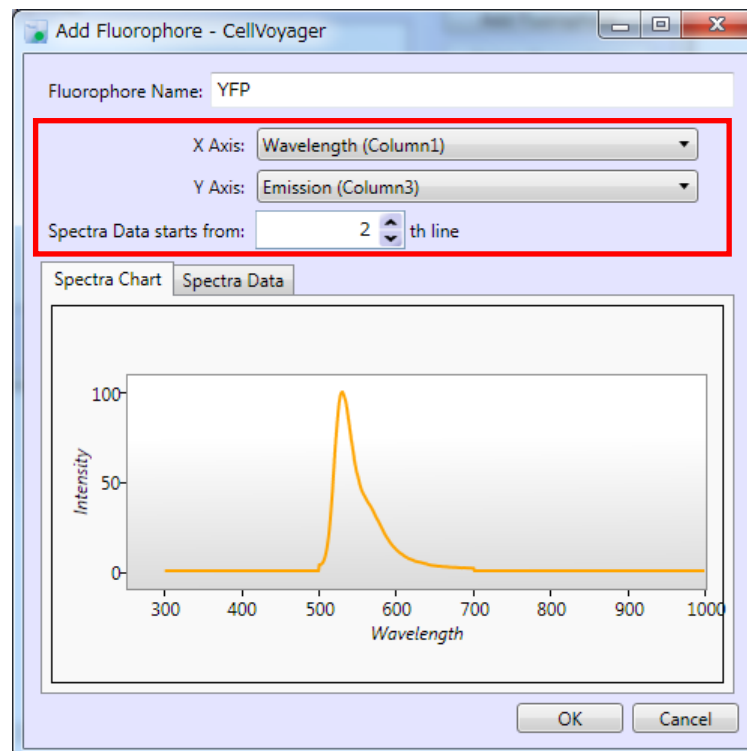 Add Fluorophore - CellVoyager
Fluorophore Name: YFP
X Axis: Wavelength (Column1)
Y Axis: Emission (Column3)
Spectra Data starts from: 2 th line
Spectra Chart Spectra Data
100
50
0
Intensity
300 400 500 600 700 800 900 1000
Wavelength
OK Cancel